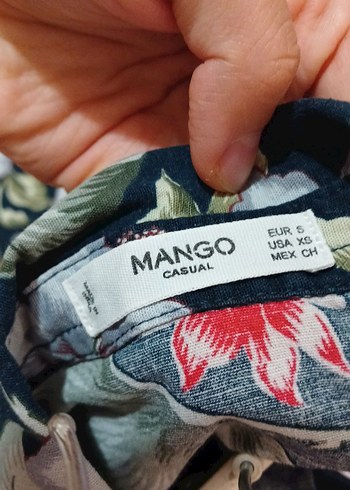 MANGO
CASUAL
EUR S
USA XS
MEX CH